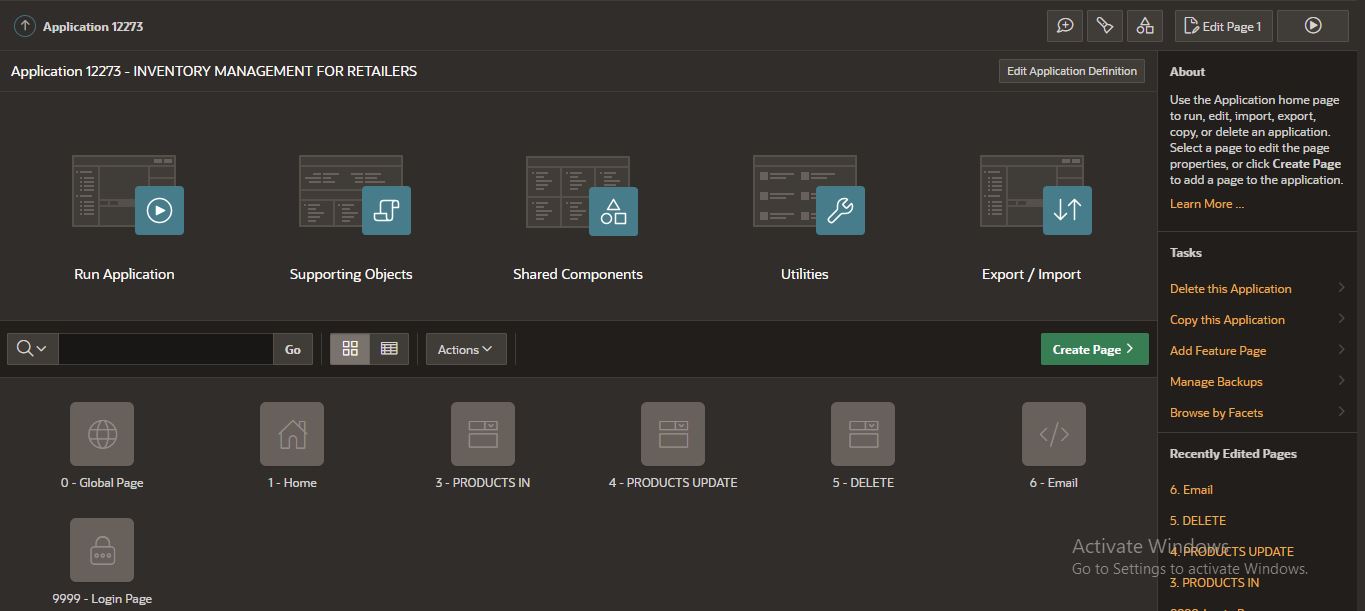 Application 12273
Edit Page 1
Application 12273 - INVENTORY MANAGEMENT FOR RETAILERS
Edit Application Definition
Run Application
Supporting Objects
Shared Components
Utilities
Export / Import
Go
Actions
Create Page
0 - Global Page
1 - Home
3 - PRODUCTS IN
4 - PRODUCTS UPDATE
5 - DELETE
6 - Email
9999 - Login Page
About
Use the Application home page
to run, edit, import, export,
copy, or delete an application.
Select a page to edit the page
properties, or click Create Page
to add a page to the application.
Learn More ...
Tasks
Delete this Application
Copy this Application
Add Feature Page
Manage Backups
Browse by Facets
Recently Edited Pages
6. Email
5. DELETE
4. PRODUCTS UPDATE
3. PRODUCTS IN
Activate Windows
Go to Settings to activate Windows.